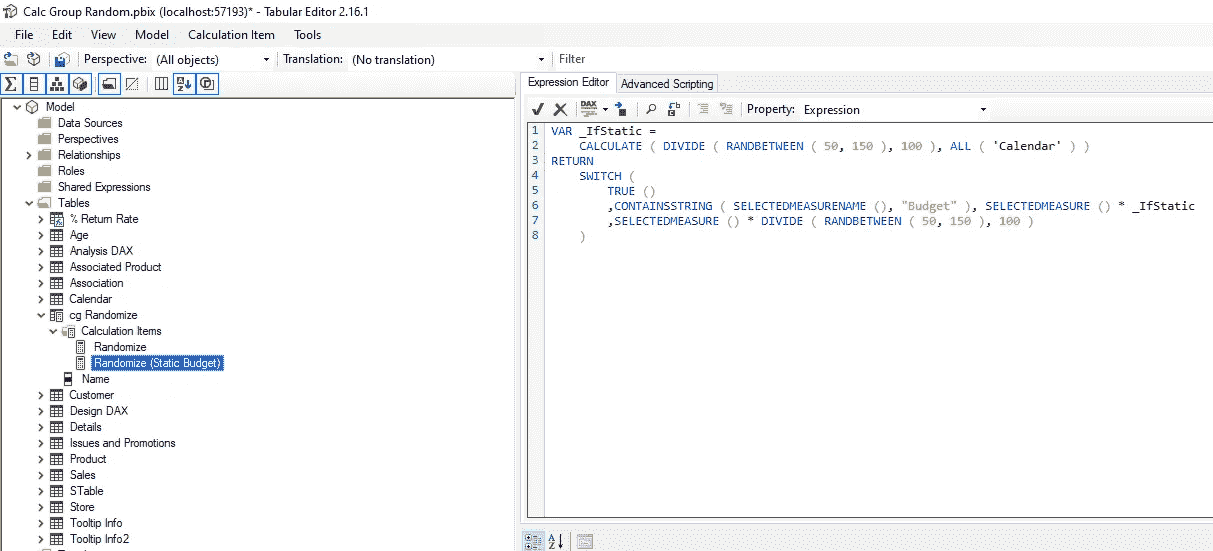 Calc Group Random.pbix (localhost:57193)* - Tabular Editor 2.16.1
File Edit View Model Calculation Item Tools
Perspective: (All objects) Translation: (No translation) Filter
Expression Editor Advanced Scripting
DAX Property: Expression
Model
Data Sources
Perspectives
Relationships
Roles
Shared Expressions
Tables
% Return Rate
Age
Analysis DAX
Associated Product
Association
Calendar
cg Randomize
Calculation Items
Randomize
Randomize (Static Budget)
Name
Customer
Design DAX
Details
Issues and Promotions
Product
Sales
STable
Store
Tooltip Info
Tooltip Info2
1 VAR _IfStatic =
2 CALCULATE ( DIVIDE ( RANDBETWEEN ( 50, 150 ), 100 ), ALL ( 'Calendar' ) )
3 RETURN
4 SWITCH (
5 TRUE ()
6 ,CONTAINSSTRING ( SELECTEDMEASURENAME (), "Budget" ), SELECTEDMEASURE () * _IfStatic
7 ,SELECTEDMEASURE () * DIVIDE ( RANDBETWEEN ( 50, 150 ), 100 )
8 )